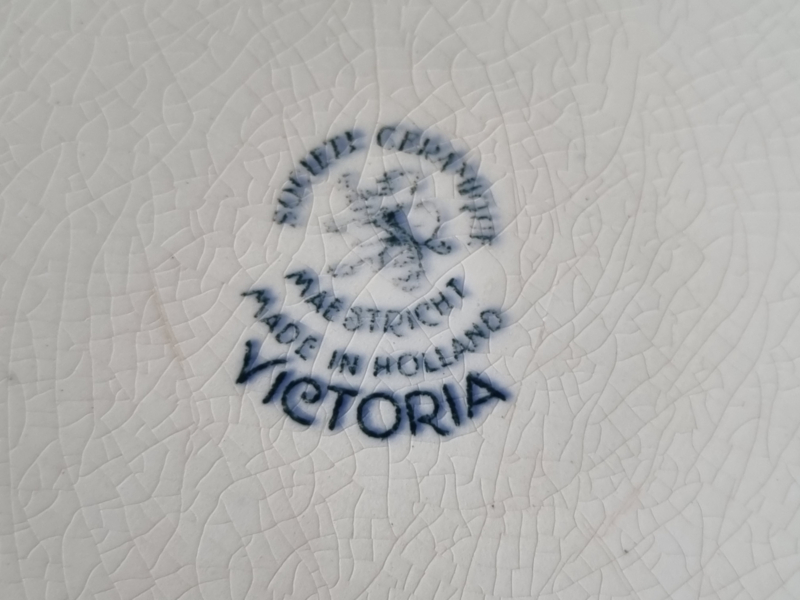 SOCIETE CERAMIQUE
MAESTRICHT
MADE IN HOLLAND
VICTORIA